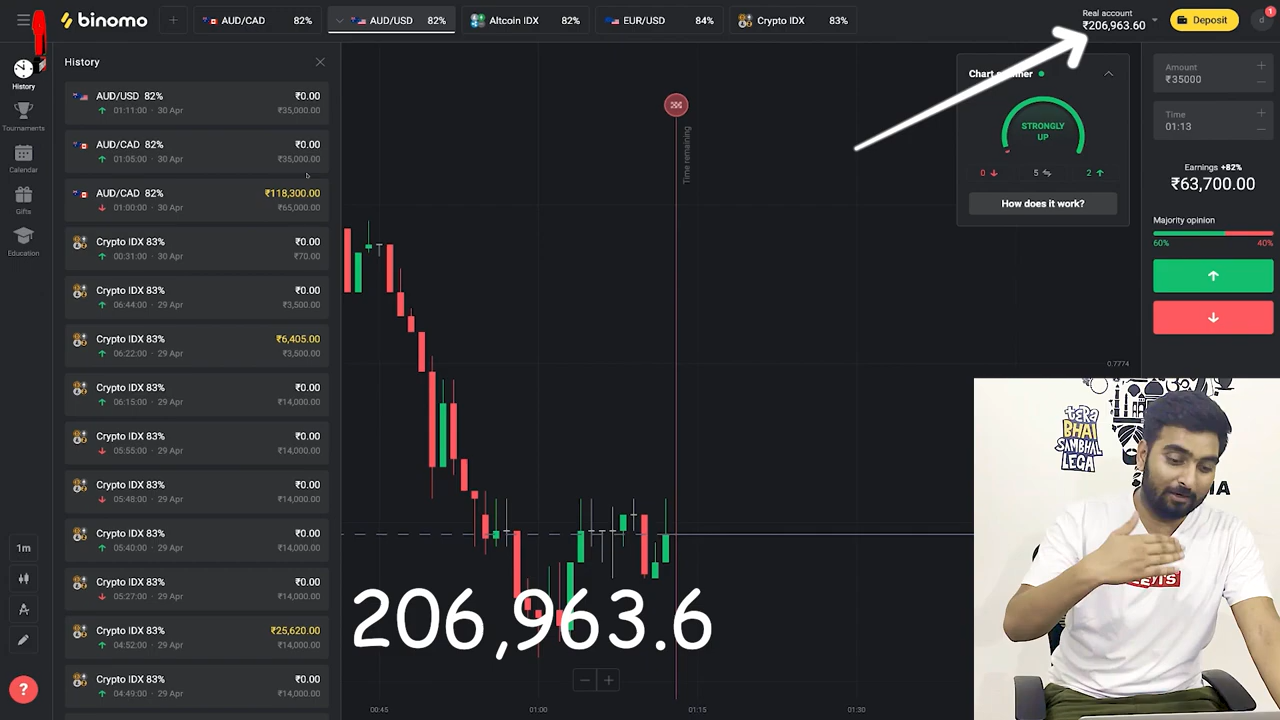 binomo
+
AUD/CAD
AUD/USD 82%
Altcoin IDX 82%
EUR/USD 84%
Crypto IDX 83%
Real account
₹206,963.60
Deposit
d
1
History
Tournaments
Calendar
Gifts
Education
1m
?
History
AUD/USD 82% ₹0.00
01:11:00 · 30 Apr ₹35,000.00
AUD/CAD 82% ₹0.00
01:05:00 · 30 Apr ₹35,000.00
AUD/CAD 82% ₹118,300.00
01:00:00 · 30 Apr ₹65,000.00
Crypto IDX 83% ₹0.00
00:31:00 · 30 Apr ₹70.00
Crypto IDX 83% ₹0.00
06:44:00 · 29 Apr ₹3,500.00
Crypto IDX 83% ₹6,405.00
06:22:00 · 29 Apr ₹3,500.00
Crypto IDX 83% ₹0.00
06:15:00 · 29 Apr ₹14,000.00
Crypto IDX 83% ₹0.00
05:55:00 · 29 Apr ₹14,000.00
Crypto IDX 83% ₹0.00
05:48:00 · 29 Apr ₹14,000.00
Crypto IDX 83% ₹0.00
05:40:00 · 29 Apr ₹14,000.00
Crypto IDX 83% ₹0.00
05:27:00 · 29 Apr ₹14,000.00
Crypto IDX 83% ₹25,620.00
04:52:00 · 29 Apr ₹14,000.00
Crypto IDX 83% ₹0.00
04:49:00 · 29 Apr ₹14,000.00
Time remaining
0.7774
00:45 01:00 01:15 01:30
206,963.6
Chart
STRONGLY
UP
0 5 2
How does it work?
Amount
₹35000
Time
01:13
Earnings +82%
₹63,700.00
Majority opinion
60% 40%
tera
BHAI
SAMBHAL
LEGA